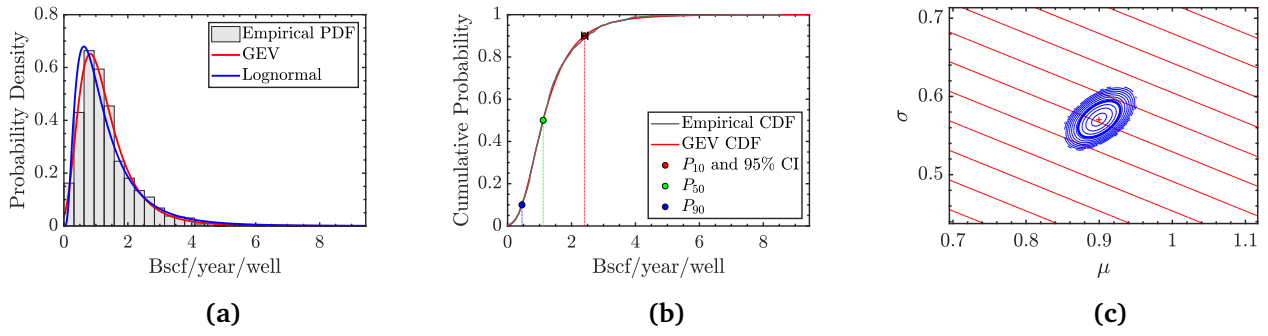 0.8
0.6
0.4
0.2
0
0 2 4 6 8
Probability Density
Bscf/year/well
Empirical PDF
GEV
Lognormal
(a)
1
0.8
0.6
0.4
0.2
0
0 2 4 6 8
Cumulative Probability
Bscf/year/well
Empirical CDF
GEV CDF
P10 and 95% CI
P50
P90
(b)
0.7
0.6
0.5
0.7 0.8 0.9 1 1.1
σ
μ
(c)